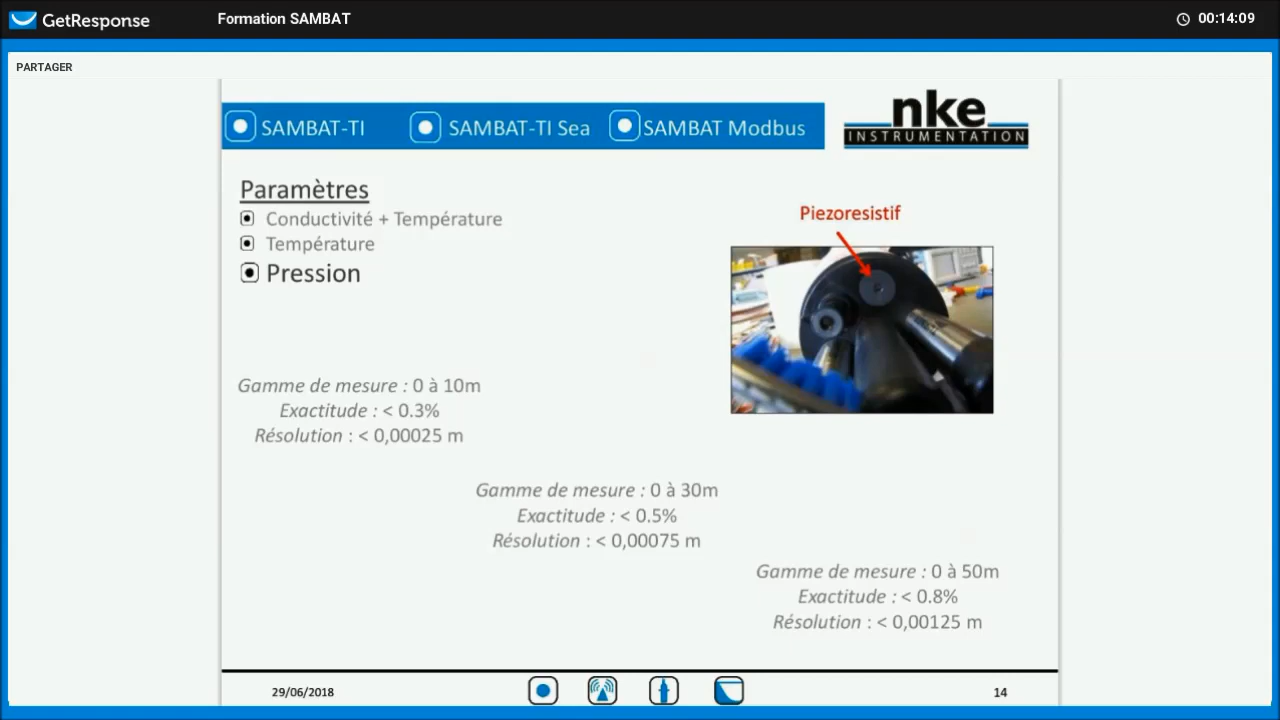 GetResponse
Formation SAMBAT
00:14:09
PARTAGER
SAMBAT-TI
SAMBAT-TI Sea
SAMBAT Modbus
nke
INSTRUMENTATION
Paramètres
Conductivité + Température
Température
Pression
Piezoresistif
Gamme de mesure : 0 à 10m
Exactitude : < 0.3%
Résolution : < 0,00025 m
Gamme de mesure : 0 à 30m
Exactitude : < 0.5%
Résolution : < 0,00075 m
Gamme de mesure : 0 à 50m
Exactitude : < 0.8%
Résolution : < 0,00125 m
29/06/2018
14